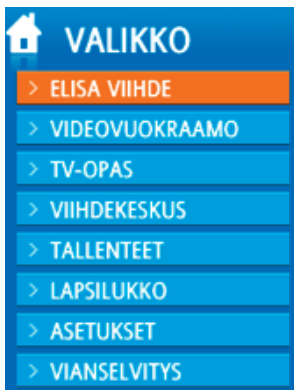 VALIKKO
> ELISA VIIHDE
> VIDEOVUOKRAAMO
> TV-OPAS
> VIIHDEKESKUS
> TALLENTEET
> LAPSILUKKO
> ASETUKSET
> VIANSELVITYS